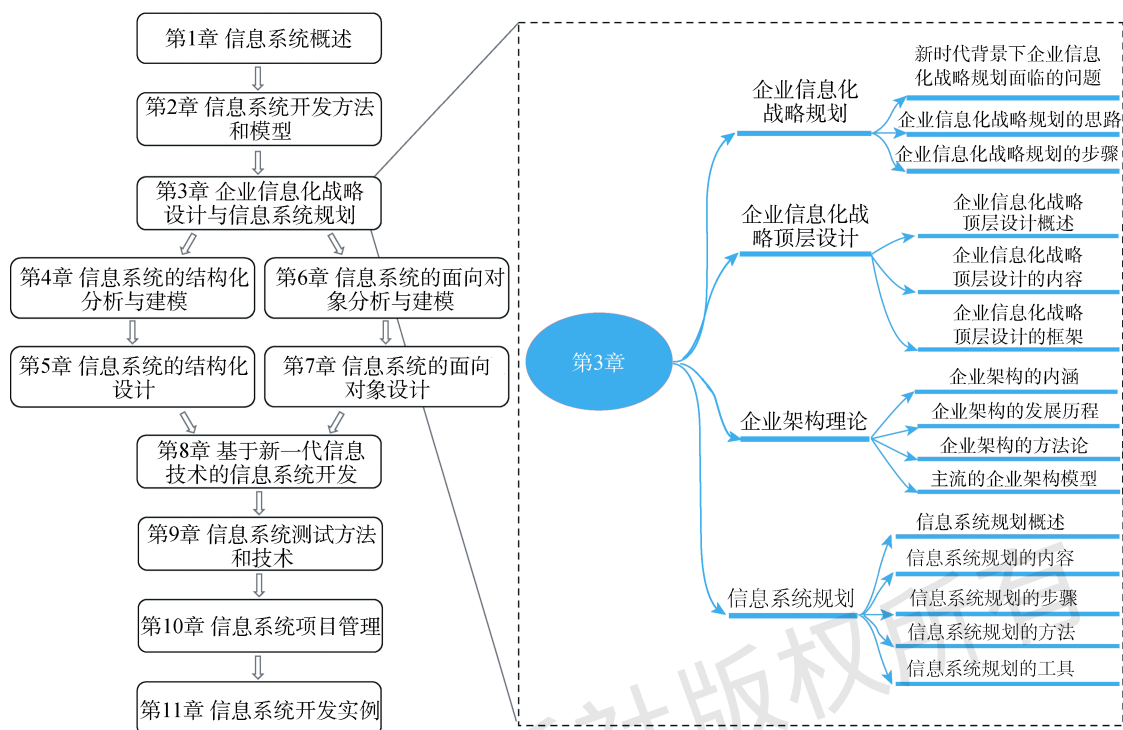 第1章 信息系统概述
第2章 信息系统开发方法
和模型
第3章 企业信息化战略
设计与信息系统规划
第4章 信息系统的结构化
分析与建模
第6章 信息系统的面向对
象分析与建模
第5章 信息系统的结构化
设计
第7章 信息系统的面向
对象设计
第8章 基于新一代信息
技术的信息系统开发
第9章 信息系统测试方法
和技术
第10章 信息系统项目管理
第11章 信息系统开发实例
第3章
企业信息化
战略规划
新时代背景下企业信息
化战略规划面临的问题
企业信息化战略规划的思路
企业信息化战略规划的步骤
企业信息化战
略顶层设计
企业信息化战略
顶层设计概述
企业信息化战略
顶层设计的内容
企业信息化战略
顶层设计的框架
企业架构理论
企业架构的内涵
企业架构的发展历程
企业架构的方法论
主流的企业架构模型
信息系统规划
信息系统规划概述
信息系统规划的内容
信息系统规划的步骤
信息系统规划的方法
信息系统规划的工具
社版权所有